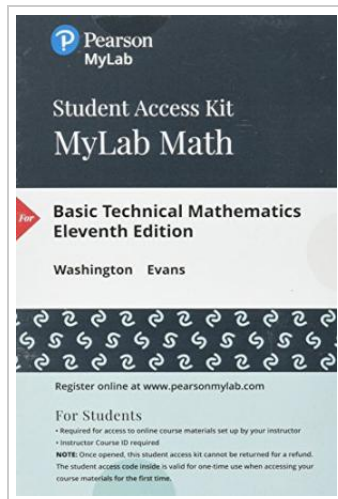 Pearson
MyLab
Student Access Kit
MyLab Math
For
Basic Technical Mathematics
Eleventh Edition
Washington Evans
Register online at www.pearsonmylab.com
For Students
• Required for access to online course materials set up by your instructor
• Instructor Course ID required
NOTE: Once opened, this student access kit cannot be returned for a refund.
The student access code inside is valid for one-time use when accessing your
course materials for the first time.